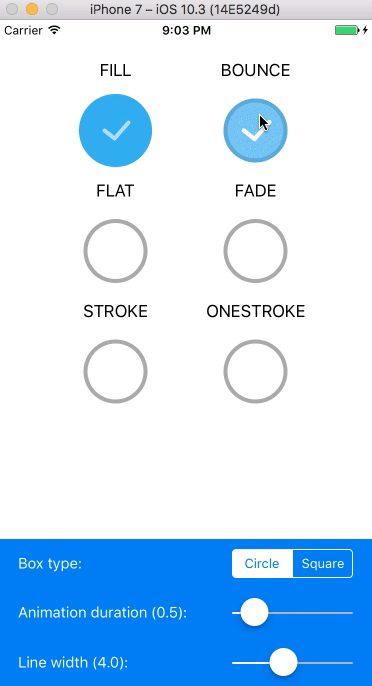 iPhone 7 – iOS 10.3 (14E5249d)
Carrier 9:03 PM
FILL BOUNCE
FLAT FADE
STROKE ONESTROKE
Box type: Circle Square
Animation duration (0.5):
Line width (4.0):